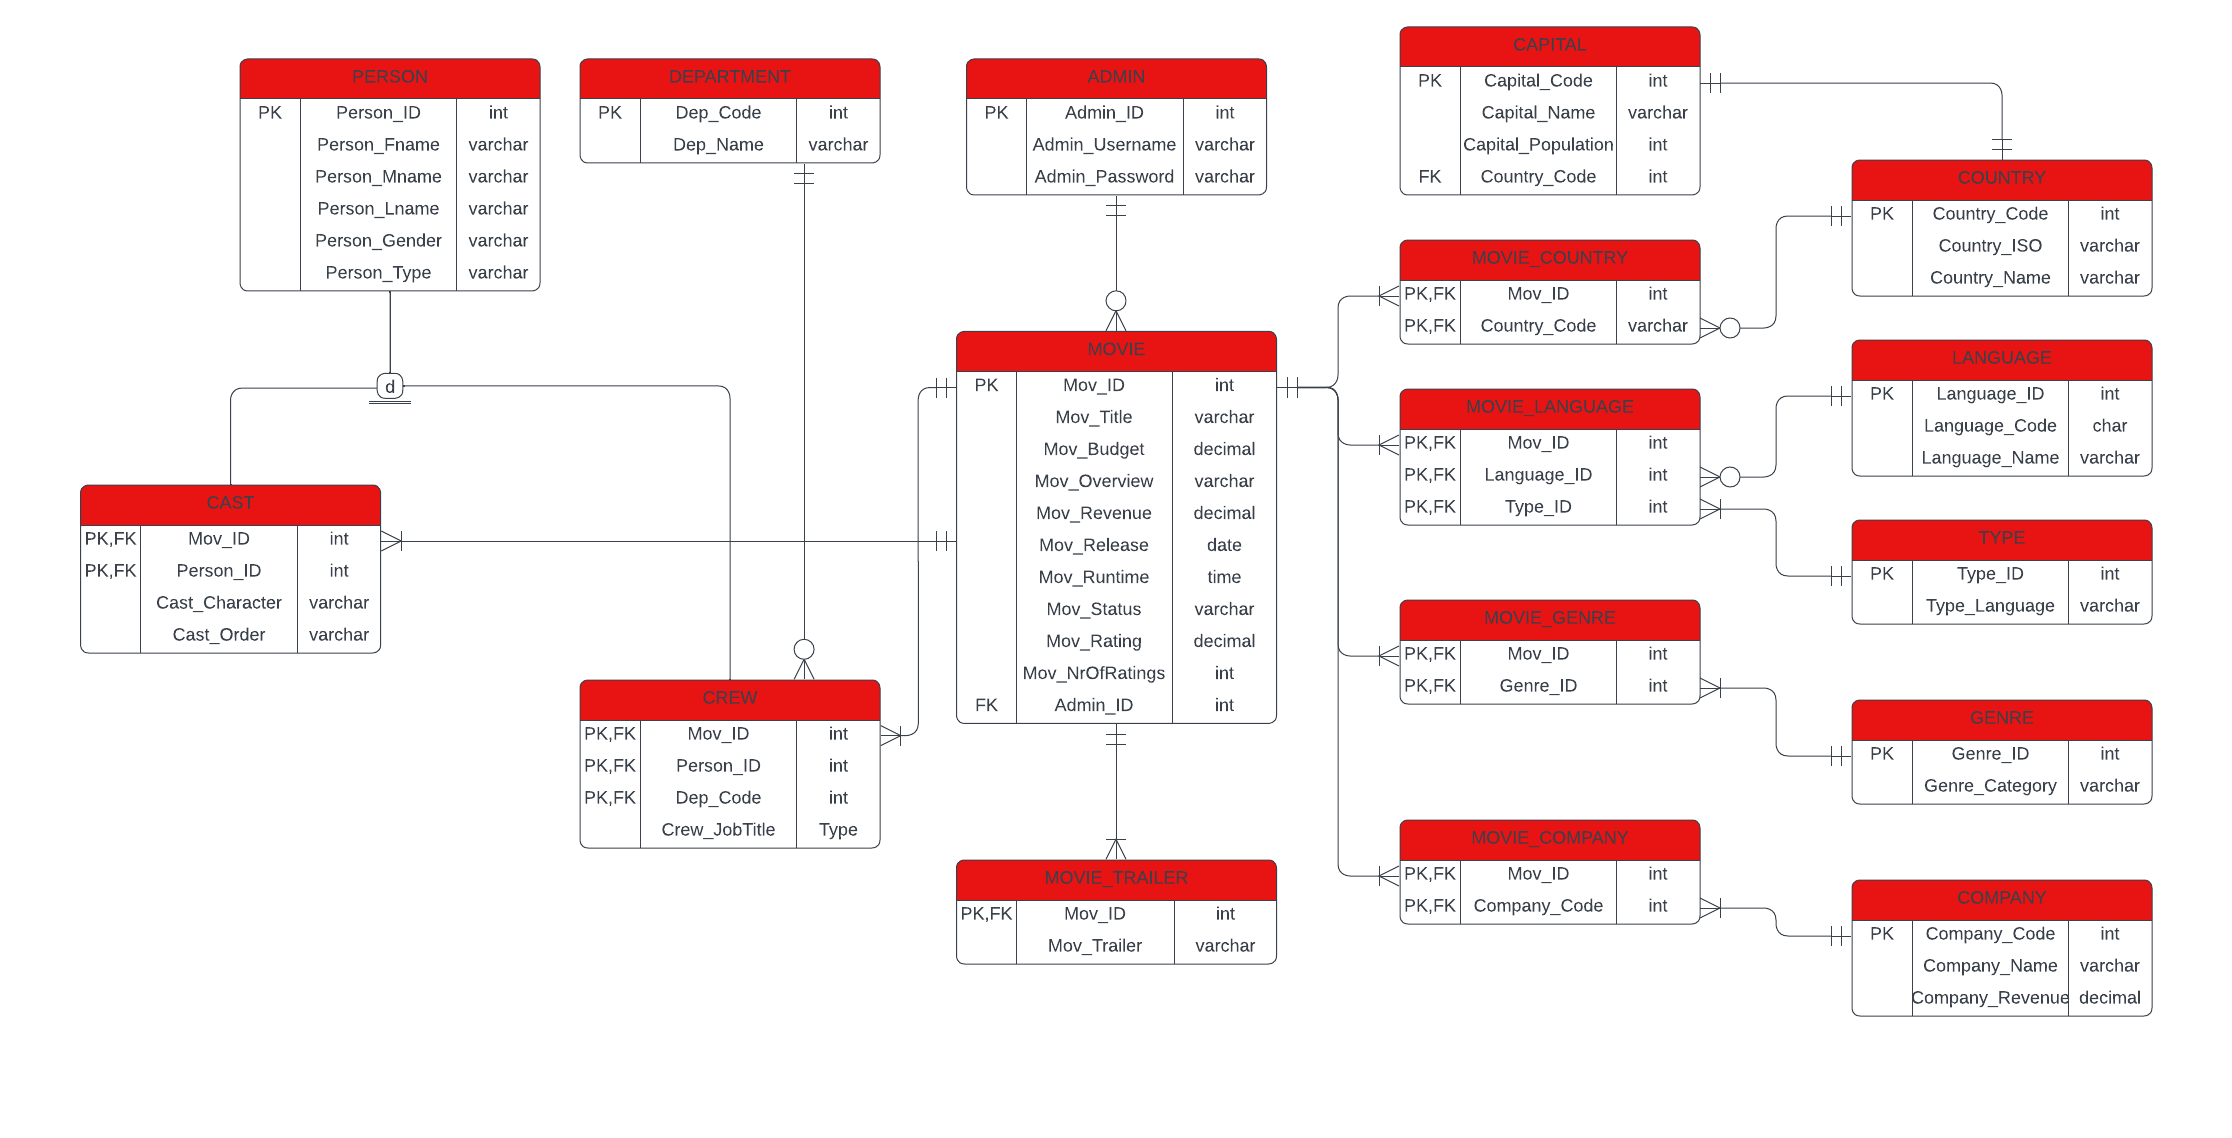 PERSON
PK Person_ID int
Person_Fname varchar
Person_Mname varchar
Person_Lname varchar
Person_Gender varchar
Person_Type varchar
DEPARTMENT
PK Dep_Code int
Dep_Name varchar
ADMIN
PK Admin_ID int
Admin_Username varchar
Admin_Password varchar
CAPITAL
PK Capital_Code int
Capital_Name varchar
Capital_Population int
FK Country_Code int
COUNTRY
PK Country_Code int
Country_ISO varchar
Country_Name varchar
MOVIE_COUNTRY
PK,FK Mov_ID int
PK,FK Country_Code varchar
d
MOVIE
PK Mov_ID int
Mov_Title varchar
Mov_Budget decimal
Mov_Overview varchar
Mov_Revenue decimal
Mov_Release date
Mov_Runtime time
Mov_Status varchar
Mov_Rating decimal
Mov_NrOfRatings int
FK Admin_ID int
LANGUAGE
PK Language_ID int
Language_Code char
Language_Name varchar
MOVIE_LANGUAGE
PK,FK Mov_ID int
PK,FK Language_ID int
PK,FK Type_ID int
CAST
PK,FK Mov_ID int
PK,FK Person_ID int
Cast_Character varchar
Cast_Order varchar
TYPE
PK Type_ID int
Type_Language varchar
MOVIE_GENRE
PK,FK Mov_ID int
PK,FK Genre_ID int
CREW
PK,FK Mov_ID int
PK,FK Person_ID int
PK,FK Dep_Code int
Crew_JobTitle Type
GENRE
PK Genre_ID int
Genre_Category varchar
MOVIE_COMPANY
PK,FK Mov_ID int
PK,FK Company_Code int
MOVIE_TRAILER
PK,FK Mov_ID int
Mov_Trailer varchar
COMPANY
PK Company_Code int
Company_Name varchar
Company_Revenue decimal